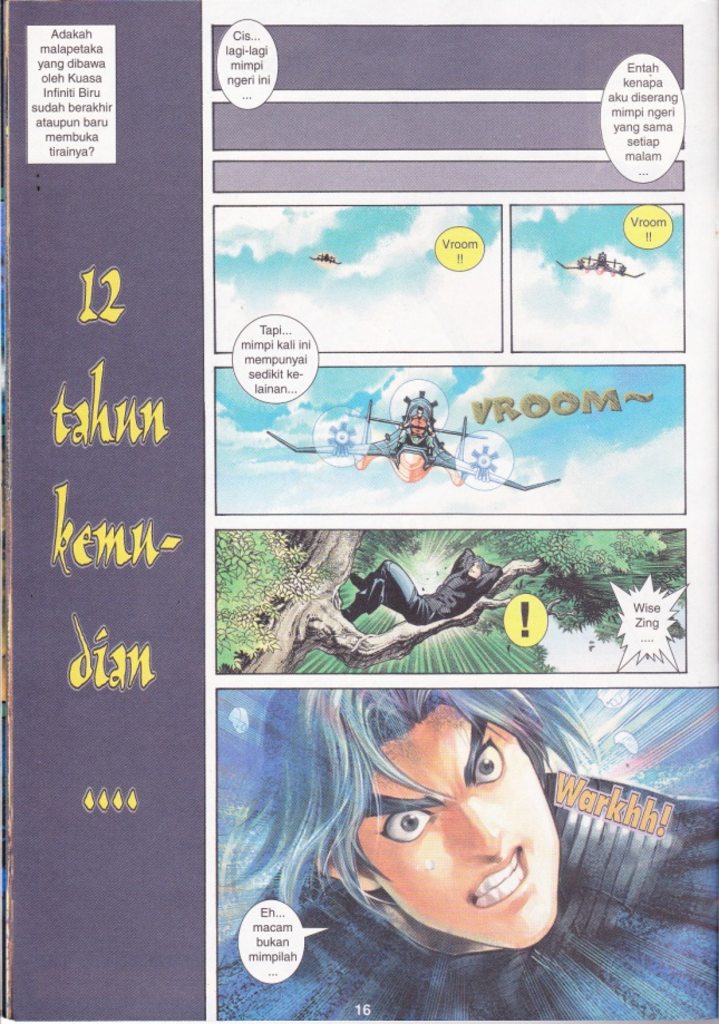 Adakah
malapetaka
yang dibawa
oleh Kuasa
Infiniti Biru
sudah berakhir
ataupun baru
membuka
tirainya?
12
tahun
kemu-
dian
....
Cis...
lagi-lagi
mimpi
ngeri ini
...
Entah
kenapa
aku diserang
mimpi ngeri
yang sama
setiap
malam
...
Vroom
!!
Vroom
!!
Tapi...
mimpi kali ini
mempunyai
sedikit ke-
lainan...
VROOM~
!
Wise
Zing
....
Warkhh!
Eh...
macam
bukan
mimpilah
...
16